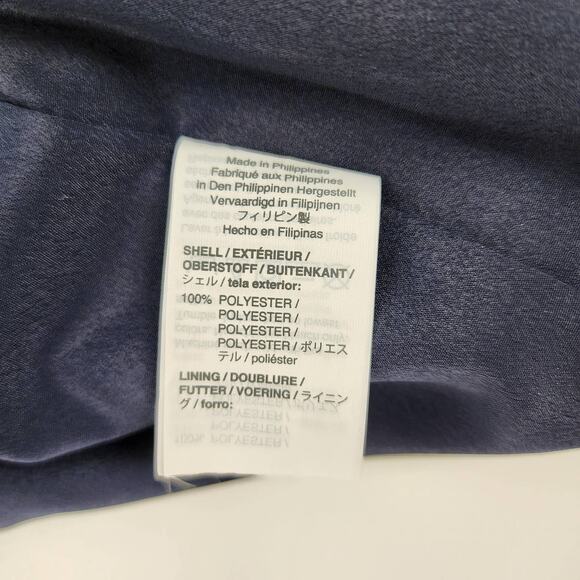 Made in Philippines
Fabriqué aux Philippines
in Den Philippinen Hergestellt
Vervaardigd in Filipijnen
フィリピン製
Hecho en Filipinas
SHELL / EXTÉRIEUR /
OBERSTOFF / BUITENKANT /
シェル / tela exterior:
100% POLYESTER /
POLYESTER /
POLYESTER /
POLYESTER / ポリエス
テル / poliéster
LINING / DOUBLURE /
FUTTER / VOERING / ライニン
グ / forro: